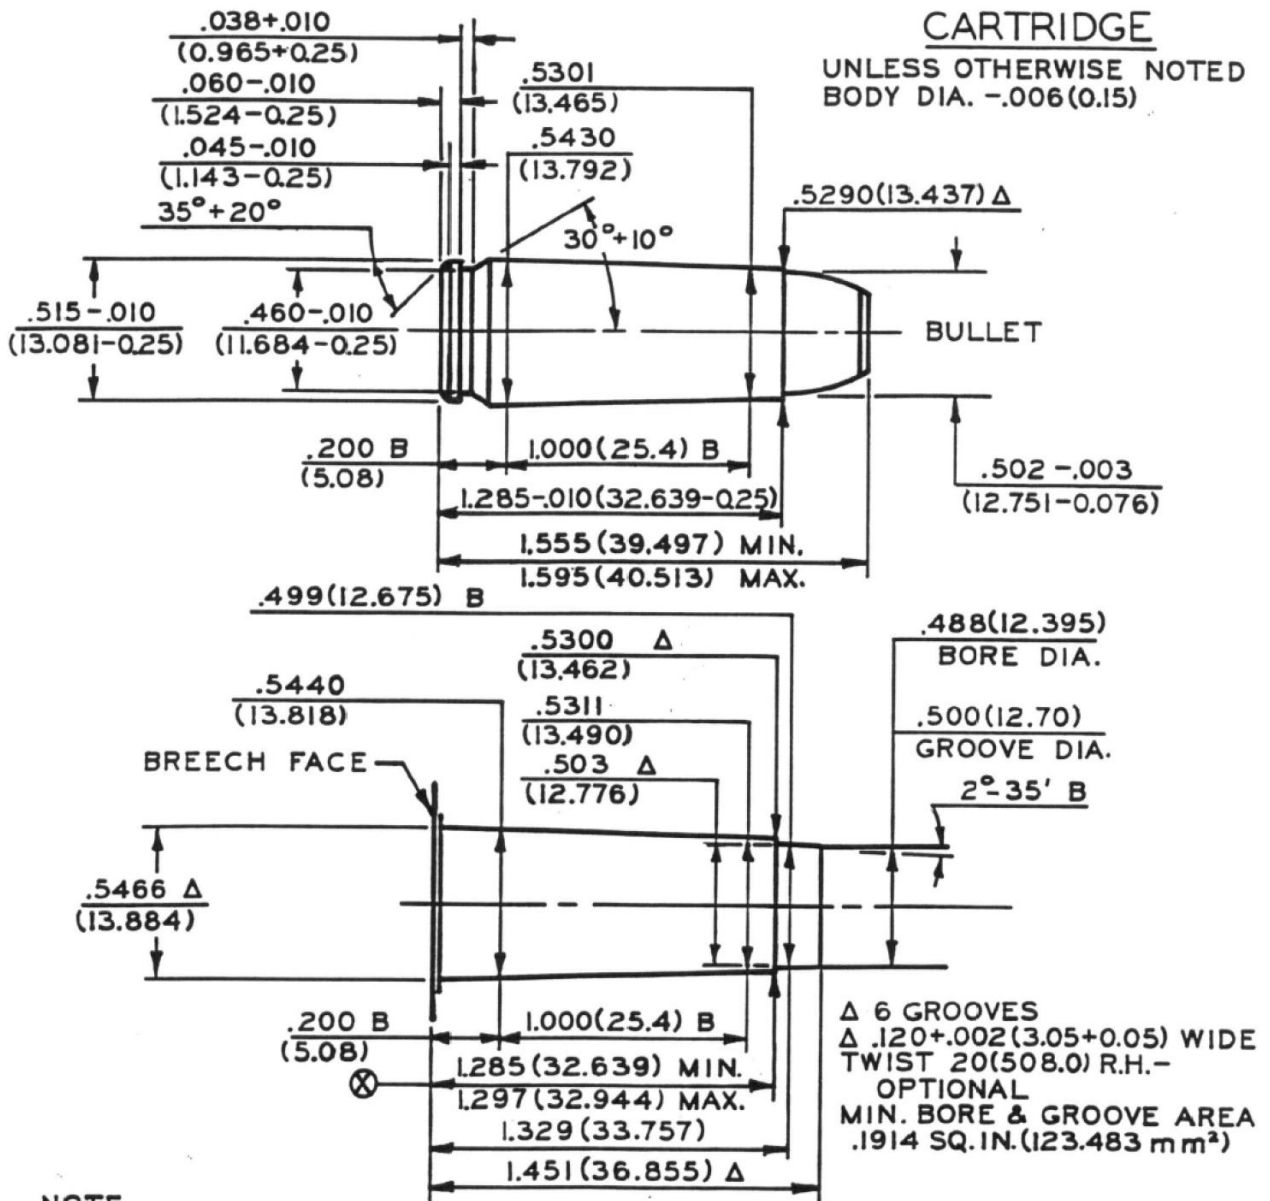 CARTRIDGE
UNLESS OTHERWISE NOTED
BODY DIA. -.006(0.15)
.038+.010
(0.965+0.25)
.060-.010
(1.524-0.25)
.045-.010
(1.143-0.25)
35°+20°
.5301
(13.465)
.5430
(13.792)
30°+10°
.5290(13.437) Δ
.515-.010
(13.081-0.25)
.460-.010
(11.684-0.25)
BULLET
.200 B
(5.08)
1.000(25.4) B
1.285-.010(32.639-0.25)
1.555(39.497) MIN.
1.595(40.513) MAX.
.502-.003
(12.751-0.076)
.499(12.675) B
.5300 Δ
(13.462)
.488(12.395)
BORE DIA.
.5440
(13.818)
.5311
(13.490)
.500(12.70)
GROOVE DIA.
BREECH FACE
.503 Δ
(12.776)
2°-35' B
.5466 Δ
(13.884)
.200 B
(5.08)
1.000(25.4) B
1.285(32.639) MIN.
X
1.297(32.944) MAX.
1.329(33.757)
1.451(36.855) Δ
Δ 6 GROOVES
Δ .120+.002(3.05+0.05) WIDE
TWIST 20(508.0) R.H.-
OPTIONAL
MIN. BORE & GROOVE AREA
.1914 SQ.IN.(123.483 mm²)